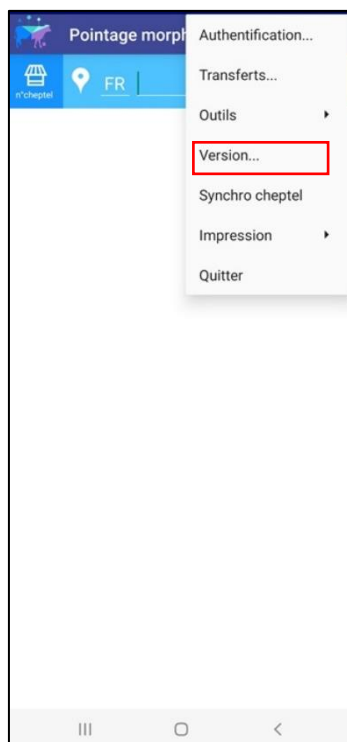 Pointage morph
Authentification...
n°cheptel
FR
Transferts...
Outils
Version...
Synchro cheptel
Impression
Quitter